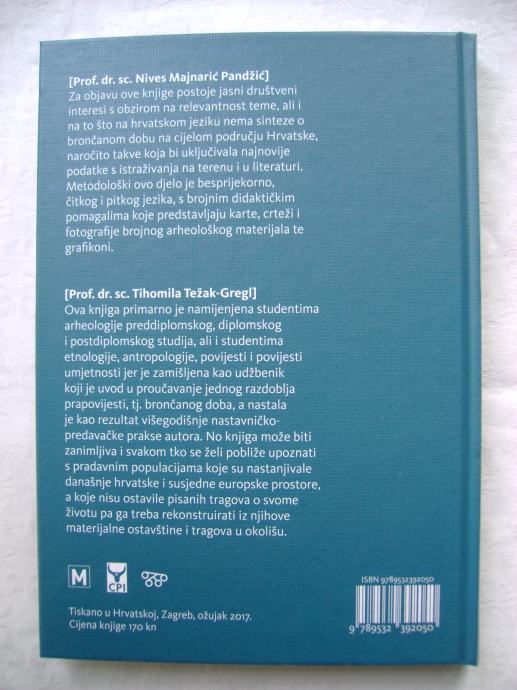 [Prof. dr. sc. Nives Majnarić Pandžić]
Za objavu ove knjige postoje jasni društveni
interesi s obzirom na relevantnost teme, ali i
na to što na hrvatskom jeziku nema sinteze o
brončanom dobu na cijelom području Hrvatske,
naročito takve koja bi uključivala najnovije
podatke s istraživanja na terenu i u literaturi.
Metodološki ovo djelo je besprijekorno,
čitkog i pitkog jezika, s brojnim didaktičkim
pomagalima koje predstavljaju karte, crteži i
fotografije brojnog arheološkog materijala te
grafikoni.
[Prof. dr. sc. Tihomila Težak-Gregl]
Ova knjiga primarno je namijenjena studentima
arheologije preddiplomskog, diplomskog
i postdiplomskog studija, ali i studentima
etnologije, antropologije, povijesti i povijesti
umjetnosti jer je zamišljena kao udžbenik
koji je uvod u proučavanje jednog razdoblja
prapovijesti, tj. brončanog doba, a nastala
je kao rezultat višegodišnje nastavničko-
predavačke prakse autora. No knjiga može biti
zanimljiva i svakom tko se želi pobliže upoznati
s pradavnim populacijama koje su nastanjivale
današnje hrvatske i susjedne europske prostore,
a koje nisu ostavile pisanih tragova o svome
životu pa ga treba rekonstruirati iz njihove
materijalne ostavštine i tragova u okolišu.
M
CPI
ISBN 9789532392050
Tiskano u Hrvatskoj, Zagreb, ožujak 2017.
Cijena knjige 170 kn
9 789532 392050